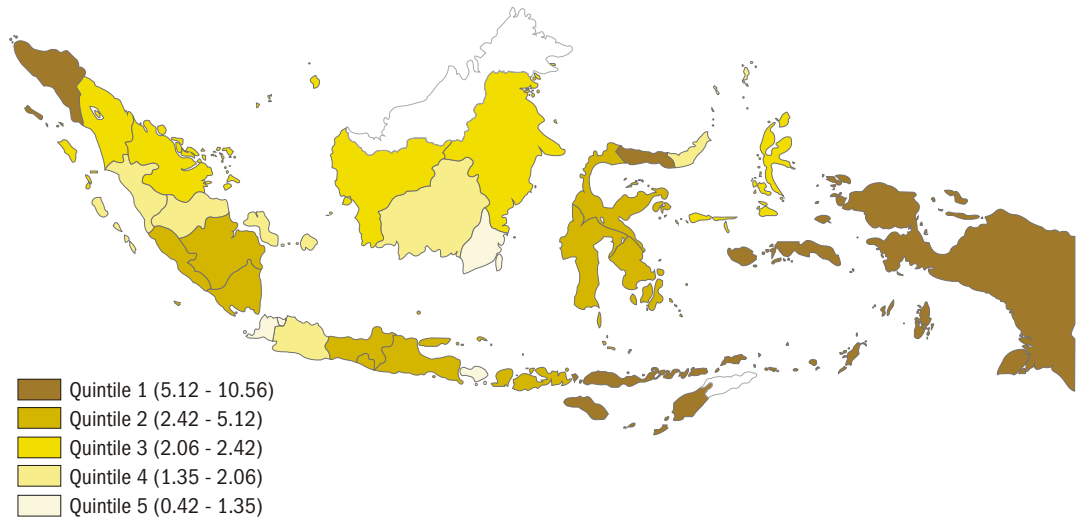 Quintile 1 (5.12 - 10.56)
Quintile 2 (2.42 - 5.12)
Quintile 3 (2.06 - 2.42)
Quintile 4 (1.35 - 2.06)
Quintile 5 (0.42 - 1.35)